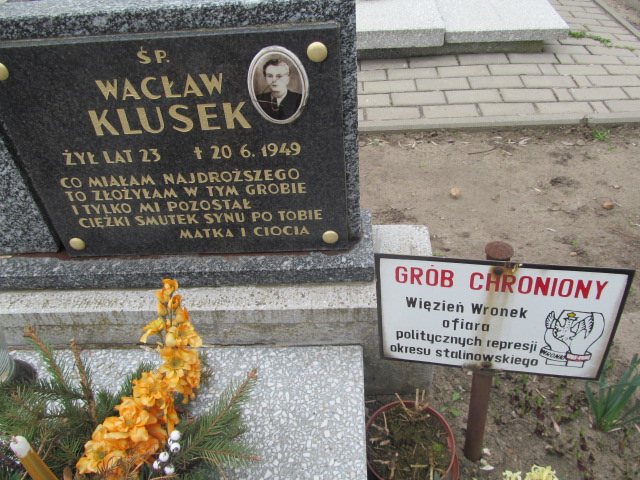 Ś.P.
WACŁAW
KLUSEK
ŻYŁ LAT 23 ✝ 20 6. 1949
CO MIAŁAM NAJDROŻSZEGO
TO ZŁOŻYŁAM W TYM GROBIE
I TYLKO MI POZOSTAŁ
CIĘŻKI SMUTEK SYNU PO TOBIE
MATKA I CIOCIA
GRÓB CHRONIONY
Więzień Wronek
ofiara
politycznych represji
okresu stalinowskiego